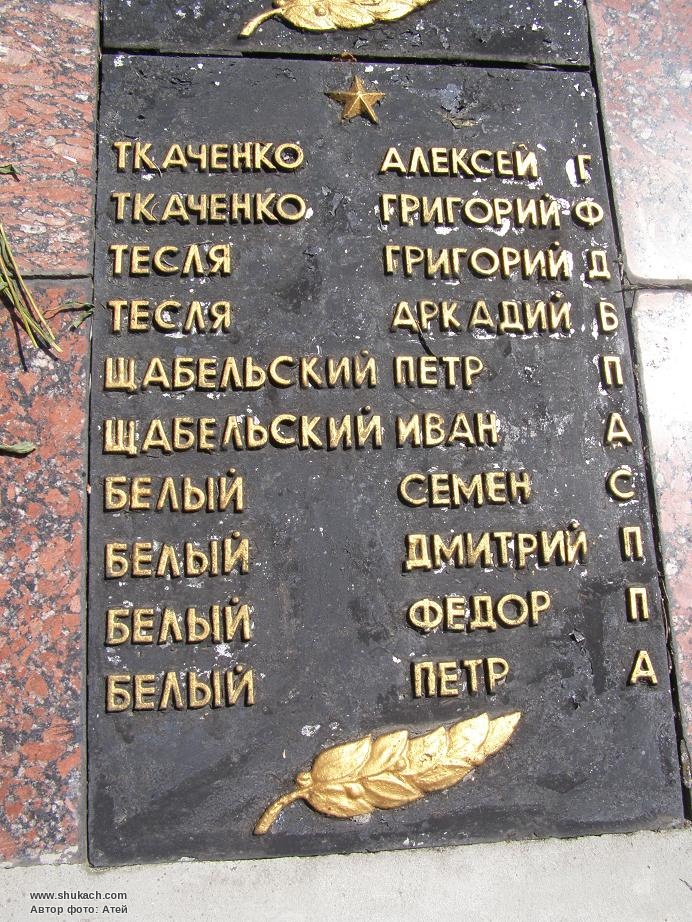 ТКАЧЕНКО АЛЕКСЕЙ Г
ТКАЧЕНКО ГРИГОРИЙ Ф
ТЕСЛЯ ГРИГОРИЙ Д
ТЕСЛЯ АРКАДИЙ Б
ЩАБЕЛЬСКИЙ ПЕТР П
ЩАБЕЛЬСКИЙ ИВАН А
БЕЛЫЙ СЕМЕН С
БЕЛЫЙ ДМИТРИЙ П
БЕЛЫЙ ФЕДОР П
БЕЛЫЙ ПЕТР А
www.shukach.com
Автор фото: Атей